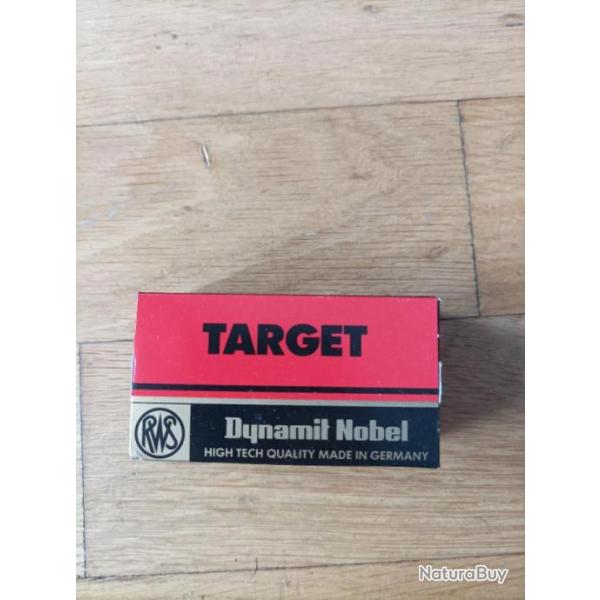 TARGET
RWS
Dynamit Nobel
HIGH TECH QUALITY MADE IN GERMANY
NaturaBuy